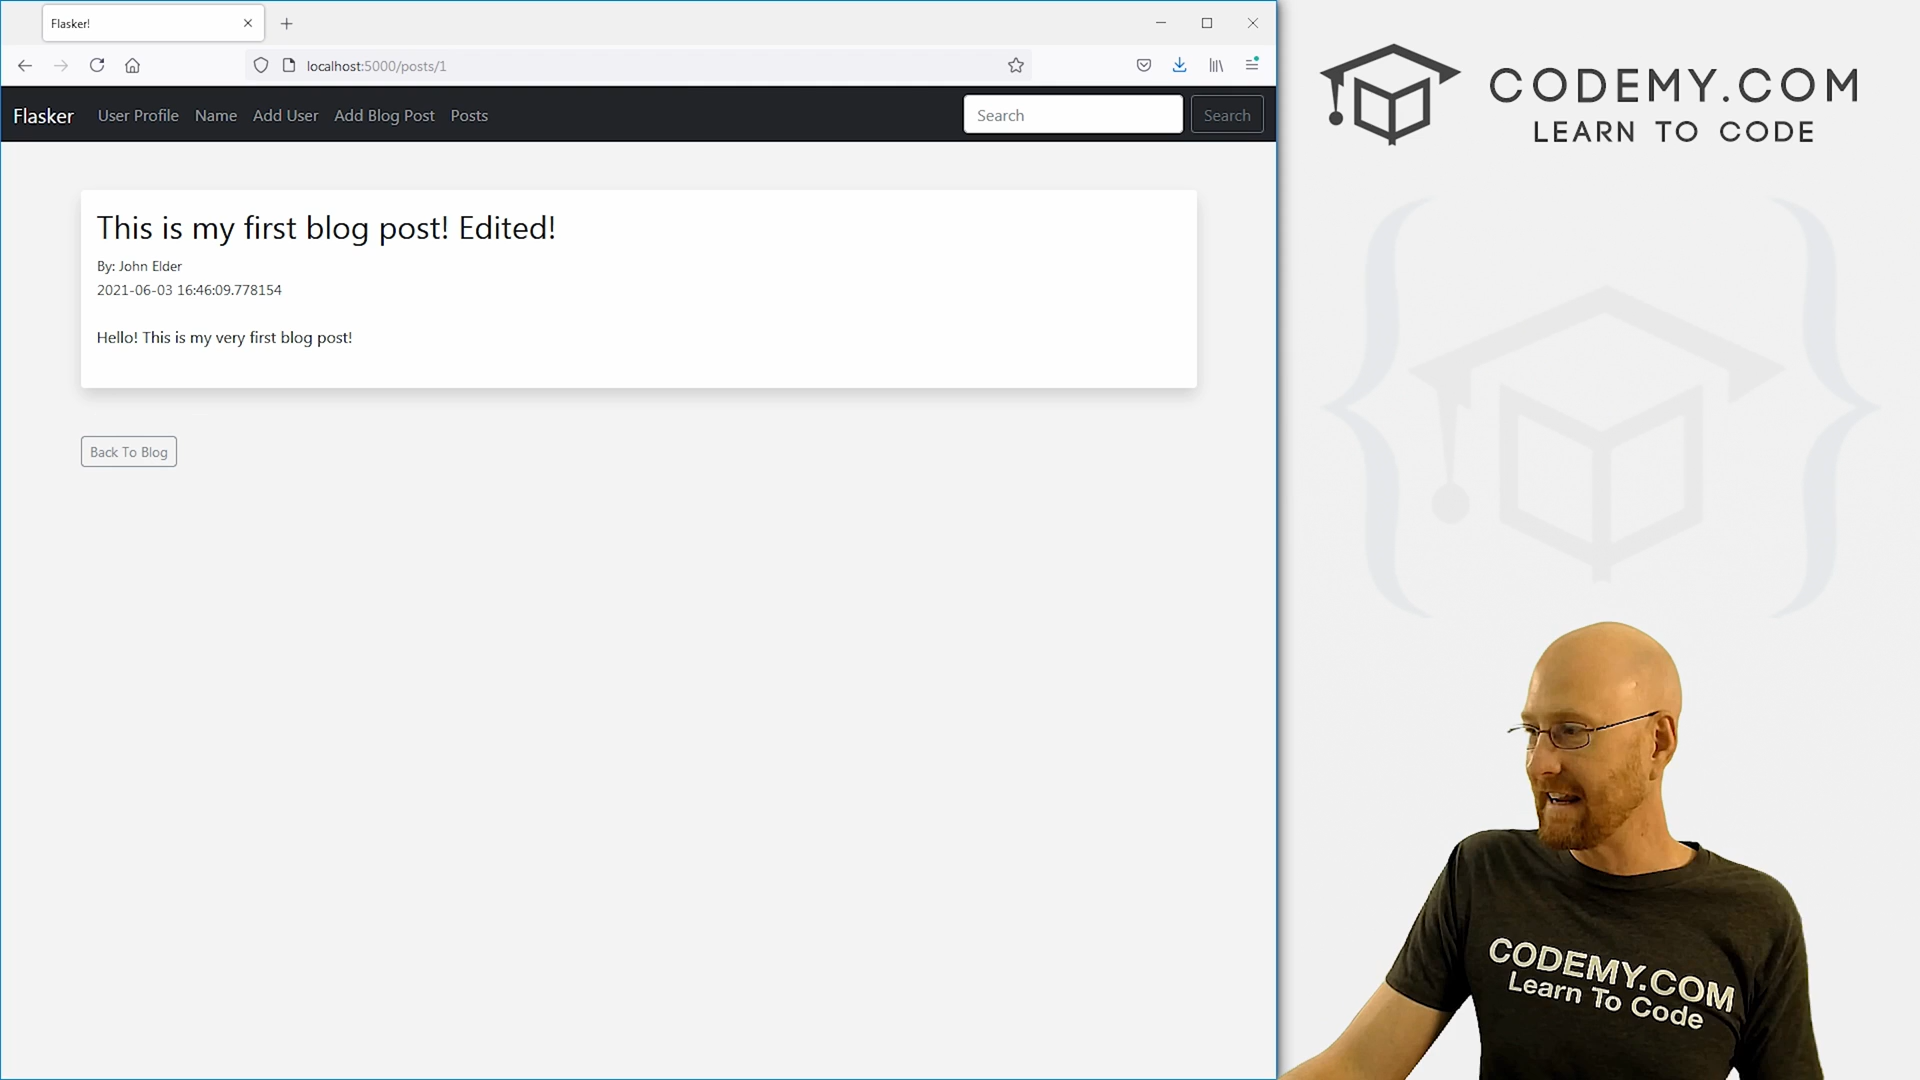 Flasker!
localhost:5000/posts/1
Flasker
User Profile
Name
Add User
Add Blog Post
Posts
Search
Search
This is my first blog post! Edited!
By: John Elder
2021-06-03 16:46:09.778154
Hello! This is my very first blog post!
Back To Blog
CODEMY.COM
LEARN TO CODE
CODEMY.COM
Learn To Code